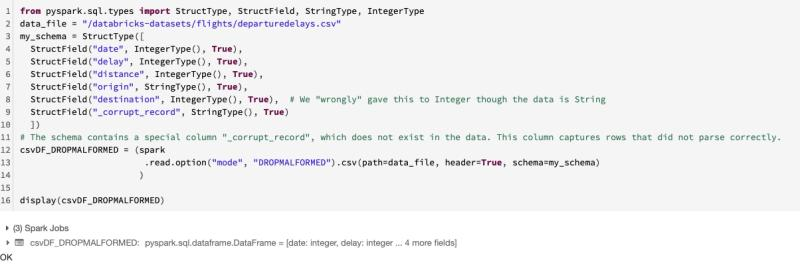 1 from pyspark.sql.types import StructType, StructField, StringType, IntegerType
2 data_file = "/databricks-datasets/flights/departuredelays.csv"
3 my_schema = StructType([
4 StructField("date", IntegerType(), True),
5 StructField("delay", IntegerType(), True),
6 StructField("distance", IntegerType(), True),
7 StructField("origin", StringType(), True),
8 StructField("destination", IntegerType(), True), # We "wrongly" gave this to Integer though the data is String
9 StructField("_corrupt_record", StringType(), True)
10 ])
11 # The schema contains a special column "_corrupt_record", which does not exist in the data. This column captures rows that did not parse correctly.
12 csvDF_DROPMALFORMED = (spark
13 .read.option("mode", "DROPMALFORMED").csv(path=data_file, header=True, schema=my_schema)
14 )
15
16 display(csvDF_DROPMALFORMED)
(3) Spark Jobs
csvDF_DROPMALFORMED: pyspark.sql.dataframe.DataFrame = [date: integer, delay: integer ... 4 more fields]
OK